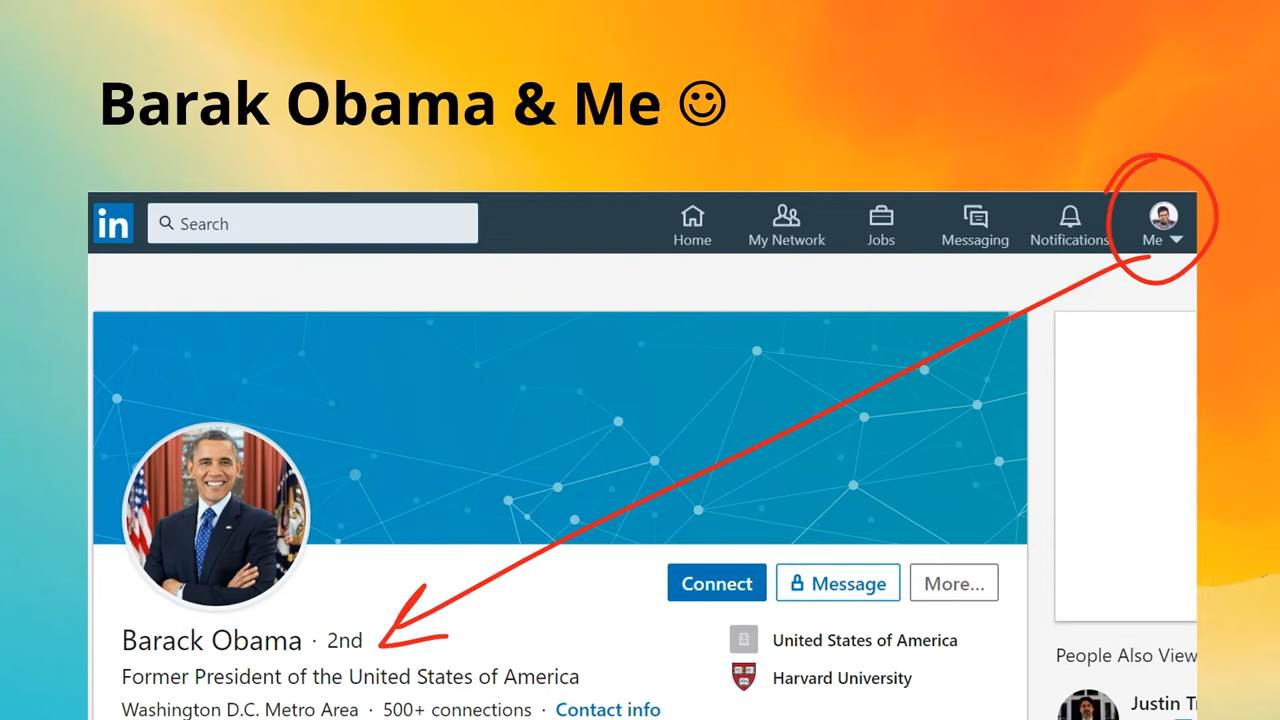 Barak Obama & Me ☺
in Search
Home My Network Jobs Messaging Notifications Me
Connect Message More...
Barack Obama · 2nd
United States of America
Former President of the United States of America
Harvard University
Washington D.C. Metro Area · 500+ connections · Contact info
People Also View
Justin T